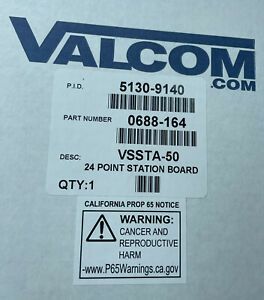 VALCOM
.COM
P.I.D. 5130-9140
PART NUMBER 0688-164
DESC: VSSTA-50
24 POINT STATION BOARD
QTY:1
CALIFORNIA PROP 65 NOTICE
WARNING:
CANCER AND
REPRODUCTIVE
HARM
-www.P65Warnings.ca.gov